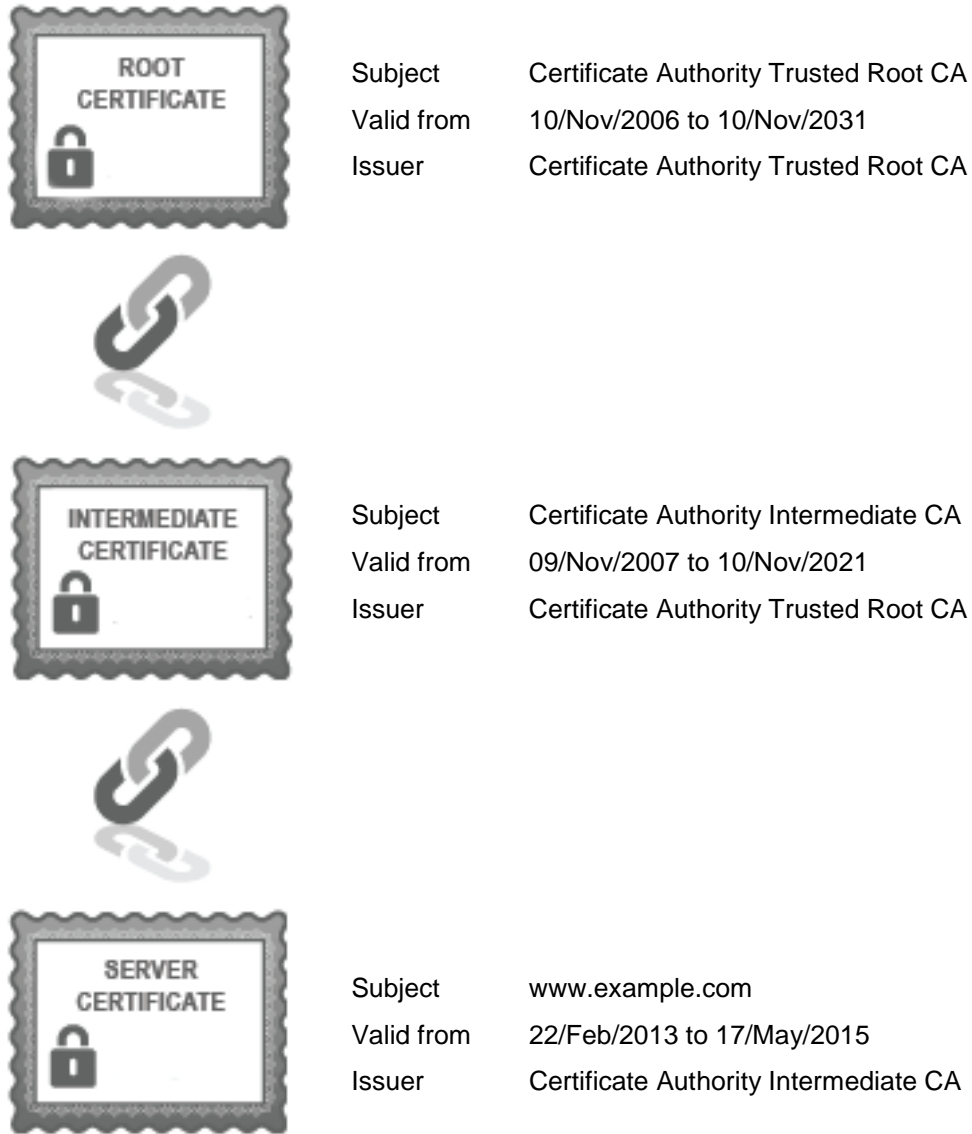 ROOT
CERTIFICATE
Subject Certificate Authority Trusted Root CA
Valid from 10/Nov/2006 to 10/Nov/2031
Issuer Certificate Authority Trusted Root CA
INTERMEDIATE
CERTIFICATE
Subject Certificate Authority Intermediate CA
Valid from 09/Nov/2007 to 10/Nov/2021
Issuer Certificate Authority Trusted Root CA
SERVER
CERTIFICATE
Subject www.example.com
Valid from 22/Feb/2013 to 17/May/2015
Issuer Certificate Authority Intermediate CA